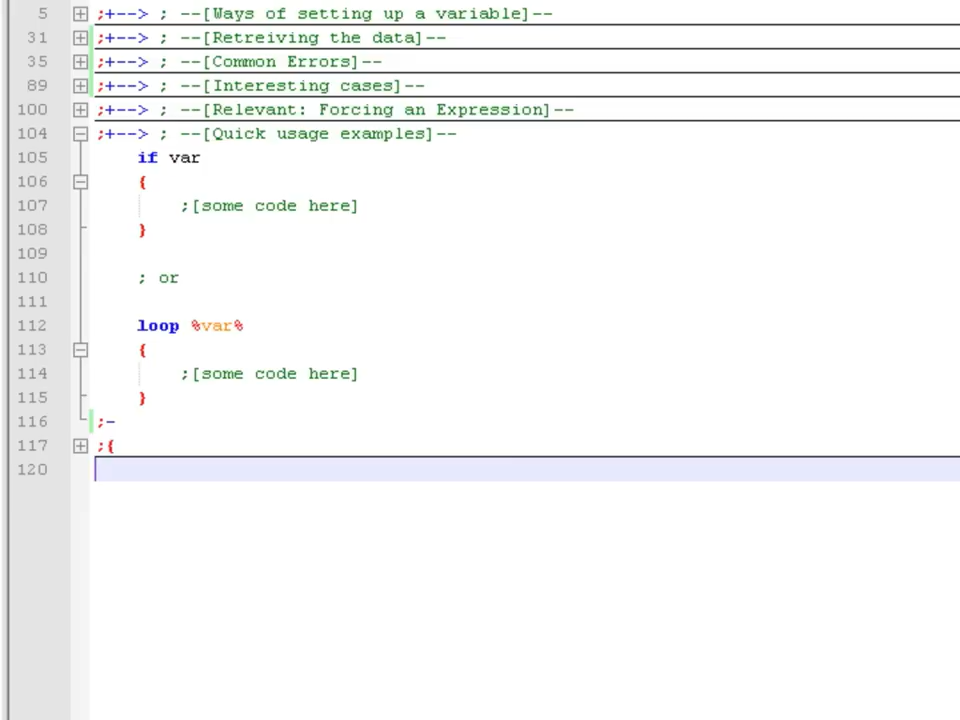 5 ;+--> ; --[Ways of setting up a variable]--
31 ;+--> ; --[Retreiving the data]--
35 ;+--> ; --[Common Errors]--
89 ;+--> ; --[Interesting cases]--
100 ;+--> ; --[Relevant: Forcing an Expression]--
104 ;+--> ; --[Quick usage examples]--
105 if var
106 {
107 ;[some code here]
108 }
109
110 ; or
111
112 loop %var%
113 {
114 ;[some code here]
115 }
116 ;-
117 ;{
120